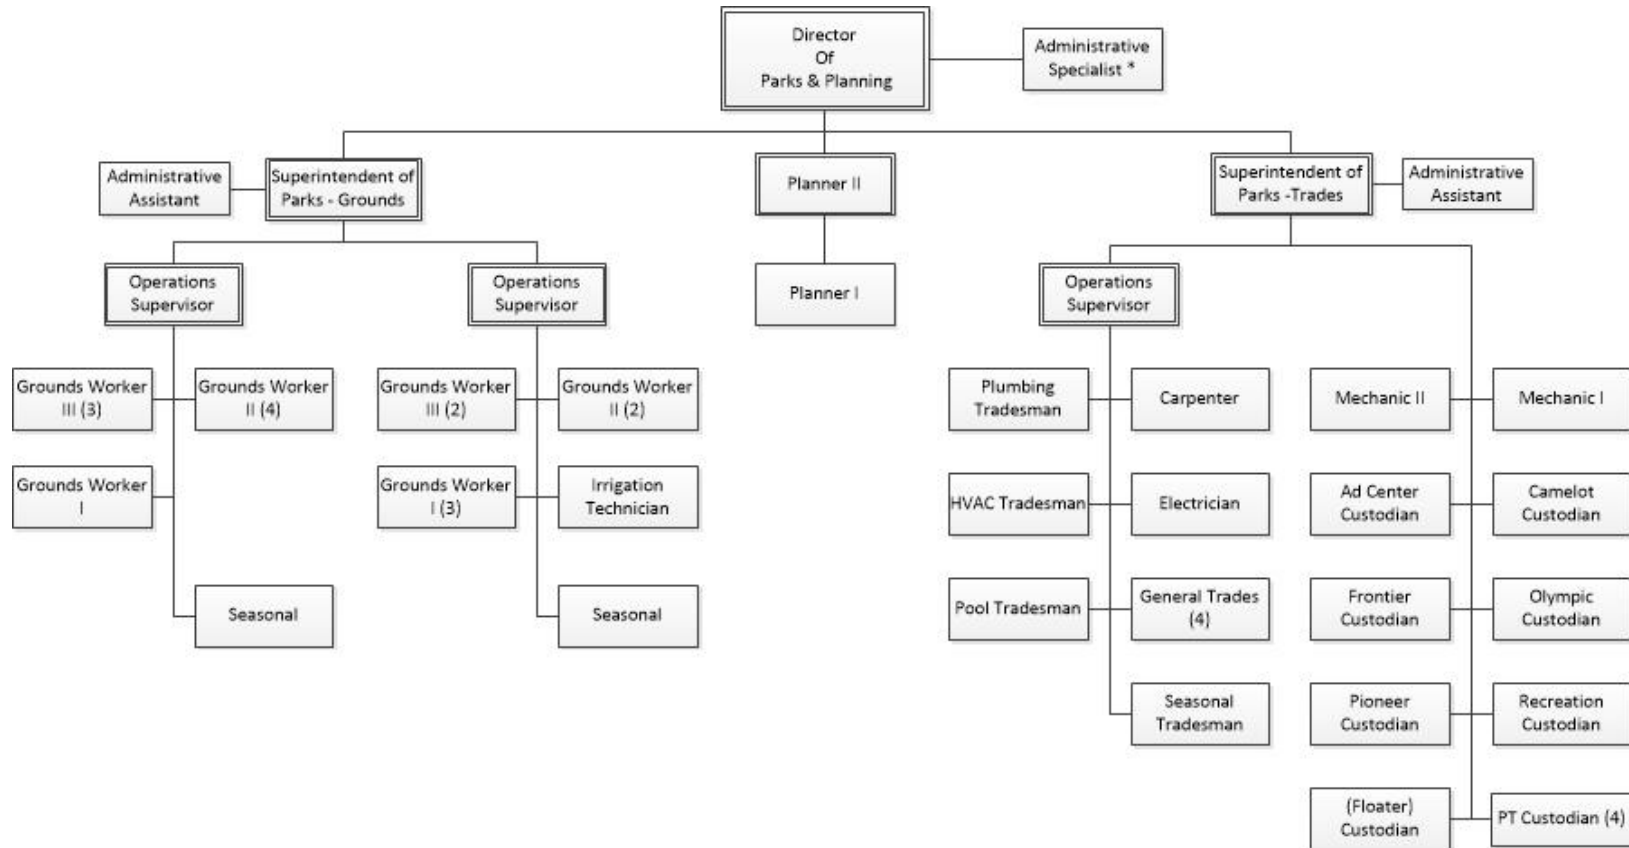 Director
Of
Parks & Planning
Administrative
Specialist *
Administrative
Assistant
Superintendent of
Parks - Grounds
Planner II
Superintendent of
Parks -Trades
Administrative
Assistant
Operations
Supervisor
Operations
Supervisor
Planner I
Operations
Supervisor
Grounds Worker
III (3)
Grounds Worker
II (4)
Grounds Worker
III (2)
Grounds Worker
II (2)
Plumbing
Tradesman
Carpenter
Mechanic II
Mechanic I
Grounds Worker
I
Grounds Worker
I (3)
Irrigation
Technician
HVAC Tradesman
Electrician
Ad Center
Custodian
Camelot
Custodian
Seasonal
Seasonal
Pool Tradesman
General Trades
(4)
Frontier
Custodian
Olympic
Custodian
Seasonal
Tradesman
Pioneer
Custodian
Recreation
Custodian
(Floater)
Custodian
PT Custodian (4)